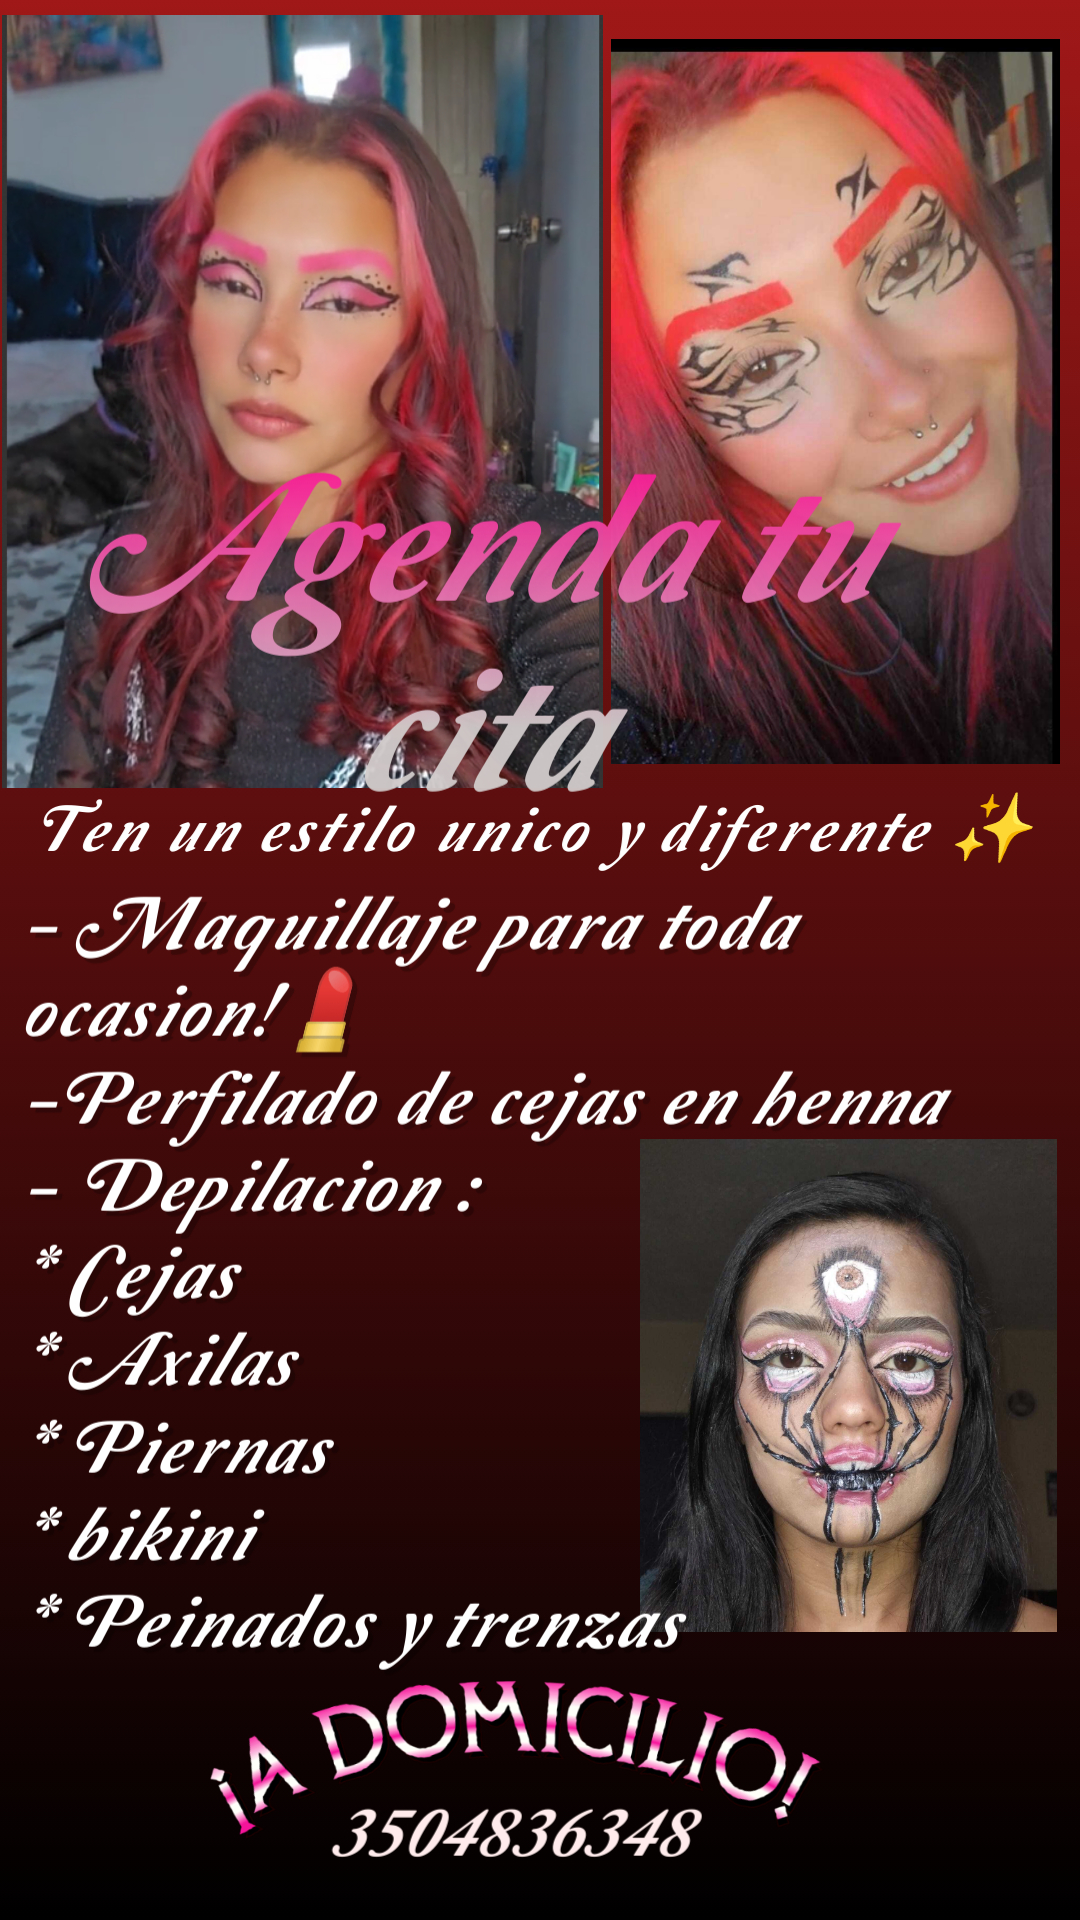 Agenda tu
cita
Ten un estilo unico y diferente ✨
- Maquillaje para toda
ocasion!💄
-Perfilado de cejas en henna
- Depilacion :
* Cejas
* Axilas
* Piernas
* bikini
* Peinados y trenzas
¡A DOMICILIO!
3504836348